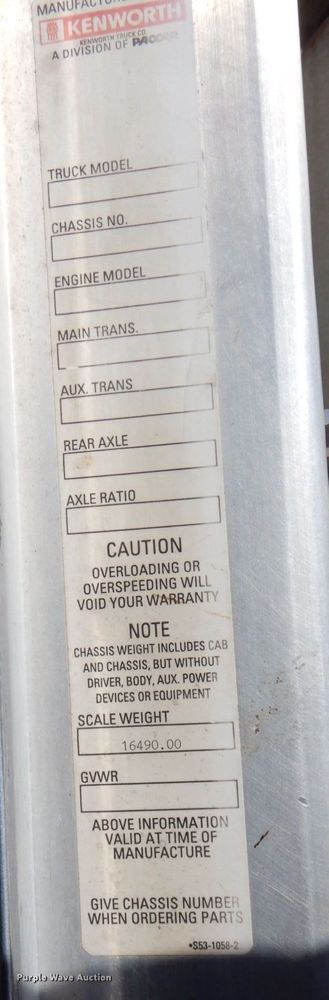 KENWORTH
KENWORTH TRUCK CO.
A DIVISION OF PACCAR
TRUCK MODEL
CHASSIS NO.
ENGINE MODEL
MAIN TRANS.
AUX. TRANS
REAR AXLE
AXLE RATIO
CAUTION
OVERLOADING OR
OVERSPEEDING WILL
VOID YOUR WARRANTY
NOTE
CHASSIS WEIGHT INCLUDES CAB
AND CHASSIS, BUT WITHOUT
DRIVER, BODY, AUX. POWER
DEVICES OR EQUIPMENT
SCALE WEIGHT
16490.00
GVWR
ABOVE INFORMATION
VALID AT TIME OF
MANUFACTURE
GIVE CHASSIS NUMBER
WHEN ORDERING PARTS
*S53-1058-2
Purple Wave Auction